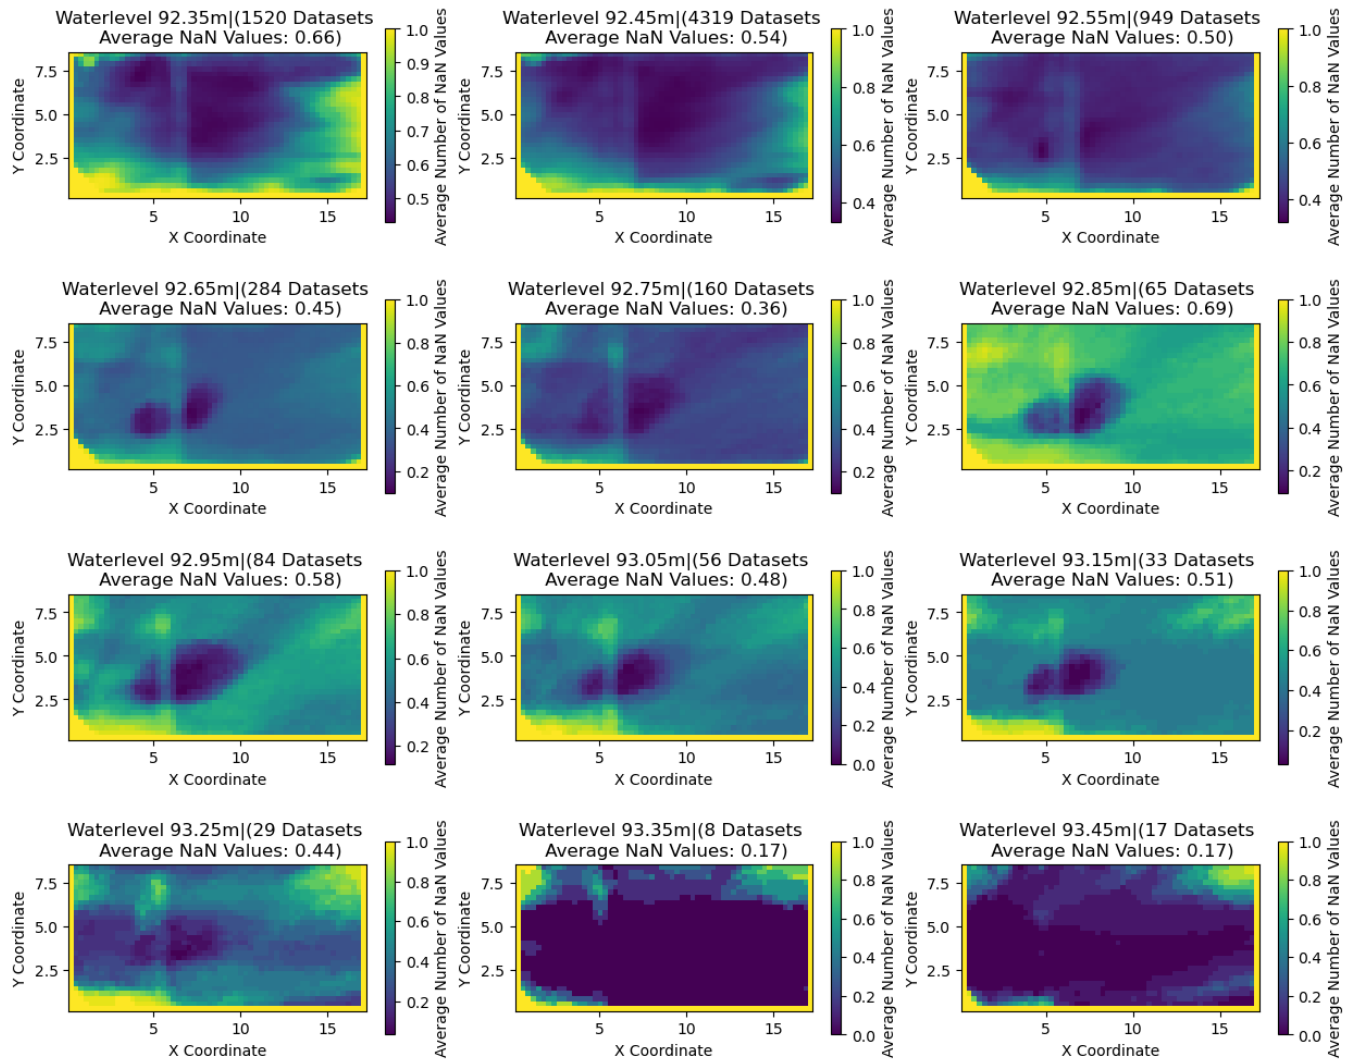 Waterlevel 92.35m|(1520 Datasets
Average NaN Values: 0.66)
Y Coordinate
7.5
5.0
2.5
5
10
15
X Coordinate
1.0
0.9
0.8
0.7
0.6
0.5
Average Number of NaN Values
Waterlevel 92.45m|(4319 Datasets
Average NaN Values: 0.54)
Y Coordinate
7.5
5.0
2.5
5
10
15
X Coordinate
1.0
0.8
0.6
0.4
Average Number of NaN Values
Waterlevel 92.55m|(949 Datasets
Average NaN Values: 0.50)
Y Coordinate
7.5
5.0
2.5
5
10
15
X Coordinate
1.0
0.8
0.6
0.4
Average Number of NaN Values
Waterlevel 92.65m|(284 Datasets
Average NaN Values: 0.45)
Y Coordinate
7.5
5.0
2.5
5
10
15
X Coordinate
1.0
0.8
0.6
0.4
0.2
Average Number of NaN Values
Waterlevel 92.75m|(160 Datasets
Average NaN Values: 0.36)
Y Coordinate
7.5
5.0
2.5
5
10
15
X Coordinate
1.0
0.8
0.6
0.4
0.2
Average Number of NaN Values
Waterlevel 92.85m|(65 Datasets
Average NaN Values: 0.69)
Y Coordinate
7.5
5.0
2.5
5
10
15
X Coordinate
1.0
0.8
0.6
0.4
0.2
Average Number of NaN Values
Waterlevel 92.95m|(84 Datasets
Average NaN Values: 0.58)
Y Coordinate
7.5
5.0
2.5
5
10
15
X Coordinate
1.0
0.8
0.6
0.4
0.2
Average Number of NaN Values
Waterlevel 93.05m|(56 Datasets
Average NaN Values: 0.48)
Y Coordinate
7.5
5.0
2.5
5
10
15
X Coordinate
1.0
0.8
0.6
0.4
0.2
0.0
Average Number of NaN Values
Waterlevel 93.15m|(33 Datasets
Average NaN Values: 0.51)
Y Coordinate
7.5
5.0
2.5
5
10
15
X Coordinate
1.0
0.8
0.6
0.4
0.2
Average Number of NaN Values
Waterlevel 93.25m|(29 Datasets
Average NaN Values: 0.44)
Y Coordinate
7.5
5.0
2.5
5
10
15
X Coordinate
1.0
0.8
0.6
0.4
0.2
Average Number of NaN Values
Waterlevel 93.35m|(8 Datasets
Average NaN Values: 0.17)
Y Coordinate
7.5
5.0
2.5
5
10
15
X Coordinate
1.0
0.8
0.6
0.4
0.2
0.0
Average Number of NaN Values
Waterlevel 93.45m|(17 Datasets
Average NaN Values: 0.17)
Y Coordinate
7.5
5.0
2.5
5
10
15
X Coordinate
1.0
0.8
0.6
0.4
0.2
0.0
Average Number of NaN Values